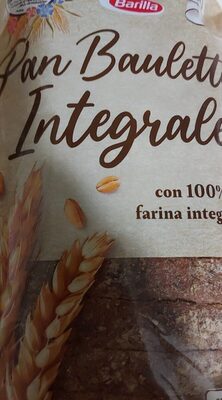 Barilla
Pan Baulett
Integrale
con 100%
farina integ